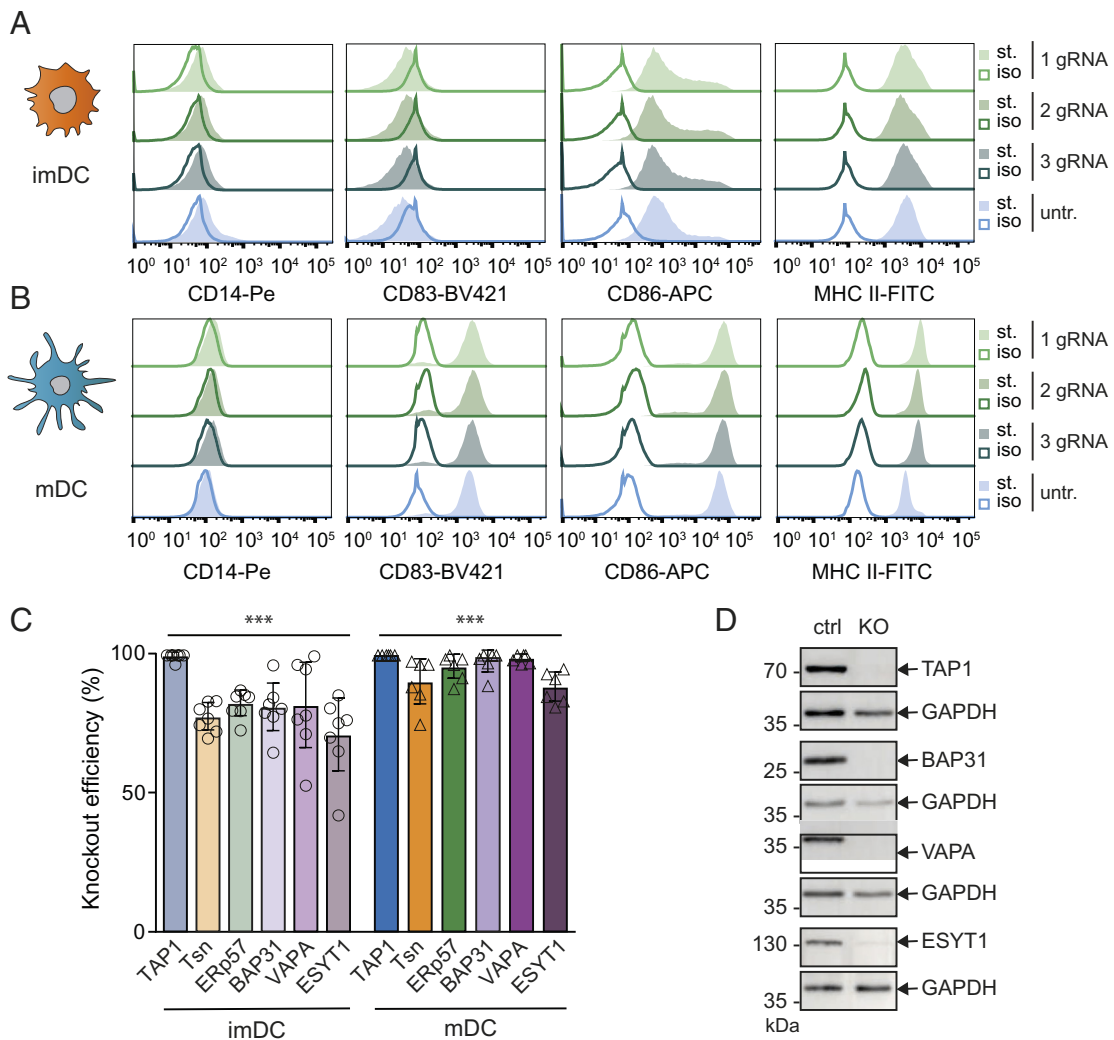 A
imDC
st.
iso
1 gRNA
st.
iso
2 gRNA
st.
iso
3 gRNA
st.
iso
untr.
10⁰ 10¹ 10² 10³ 10⁴ 10⁵ 10⁰ 10¹ 10² 10³ 10⁴ 10⁵ 10⁰ 10¹ 10² 10³ 10⁴ 10⁵ 10⁰ 10¹ 10² 10³ 10⁴ 10⁵
CD14-Pe CD83-BV421 CD86-APC MHC II-FITC
B
mDC
st.
iso
1 gRNA
st.
iso
2 gRNA
st.
iso
3 gRNA
st.
iso
untr.
10⁰ 10¹ 10² 10³ 10⁴ 10⁵ 10⁰ 10¹ 10² 10³ 10⁴ 10⁵ 10⁰ 10¹ 10² 10³ 10⁴ 10⁵ 10⁰ 10¹ 10² 10³ 10⁴ 10⁵
CD14-Pe CD83-BV421 CD86-APC MHC II-FITC
C
Knockout efficiency (%)
*** ***
100
50
0
TAP1 Tsn ERp57 BAP31 VAPA ESYT1 TAP1 Tsn ERp57 BAP31 VAPA ESYT1
imDC mDC
D
ctrl KO
70 TAP1
35 GAPDH
25 BAP31
35 GAPDH
35 VAPA
35 GAPDH
130 ESYT1
35 GAPDH
kDa